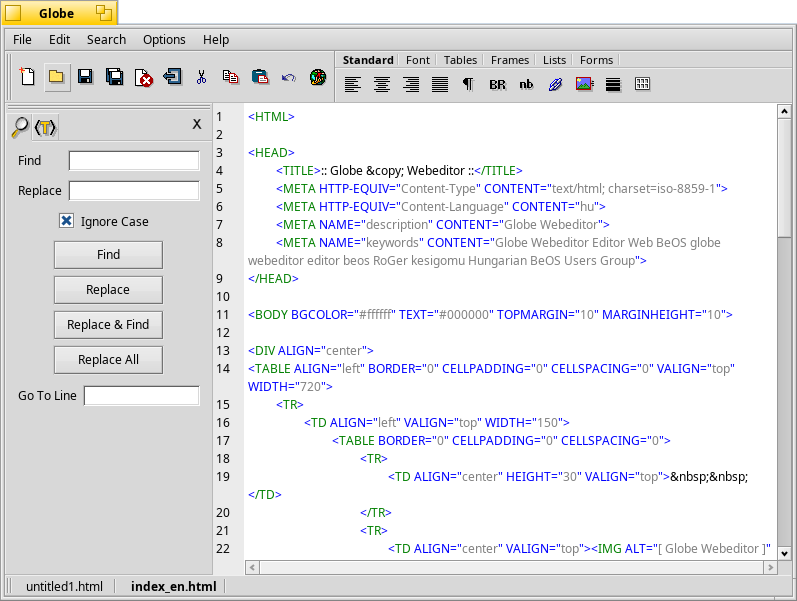 Globe
File Edit Search Options Help
Standard Font Tables Frames Lists Forms
¶ BR nb
T X
Find
Replace
Ignore Case
Find
Replace
Replace & Find
Replace All
Go To Line
1 <HTML>
2
3 <HEAD>
4 <TITLE>:: Globe &copy; Webeditor ::</TITLE>
5 <META HTTP-EQUIV="Content-Type" CONTENT="text/html; charset=iso-8859-1">
6 <META HTTP-EQUIV="Content-Language" CONTENT="hu">
7 <META NAME="description" CONTENT="Globe Webeditor">
8 <META NAME="keywords" CONTENT="Globe Webeditor Editor Web BeOS globe
webeditor editor beos RoGer kesigomu Hungarian BeOS Users Group">
9 </HEAD>
10
11 <BODY BGCOLOR="#ffffff" TEXT="#000000" TOPMARGIN="10" MARGINHEIGHT="10">
12
13 <DIV ALIGN="center">
14 <TABLE ALIGN="left" BORDER="0" CELLPADDING="0" CELLSPACING="0" VALIGN="top"
WIDTH="720">
15 <TR>
16 <TD ALIGN="left" VALIGN="top" WIDTH="150">
17 <TABLE BORDER="0" CELLPADDING="0" CELLSPACING="0">
18 <TR>
19 <TD ALIGN="center" HEIGHT="30" VALIGN="top">&nbsp;&nbsp;
</TD>
20 </TR>
21 <TR>
22 <TD ALIGN="center" VALIGN="top"><IMG ALT="[ Globe Webeditor ]"
untitled1.html index_en.html